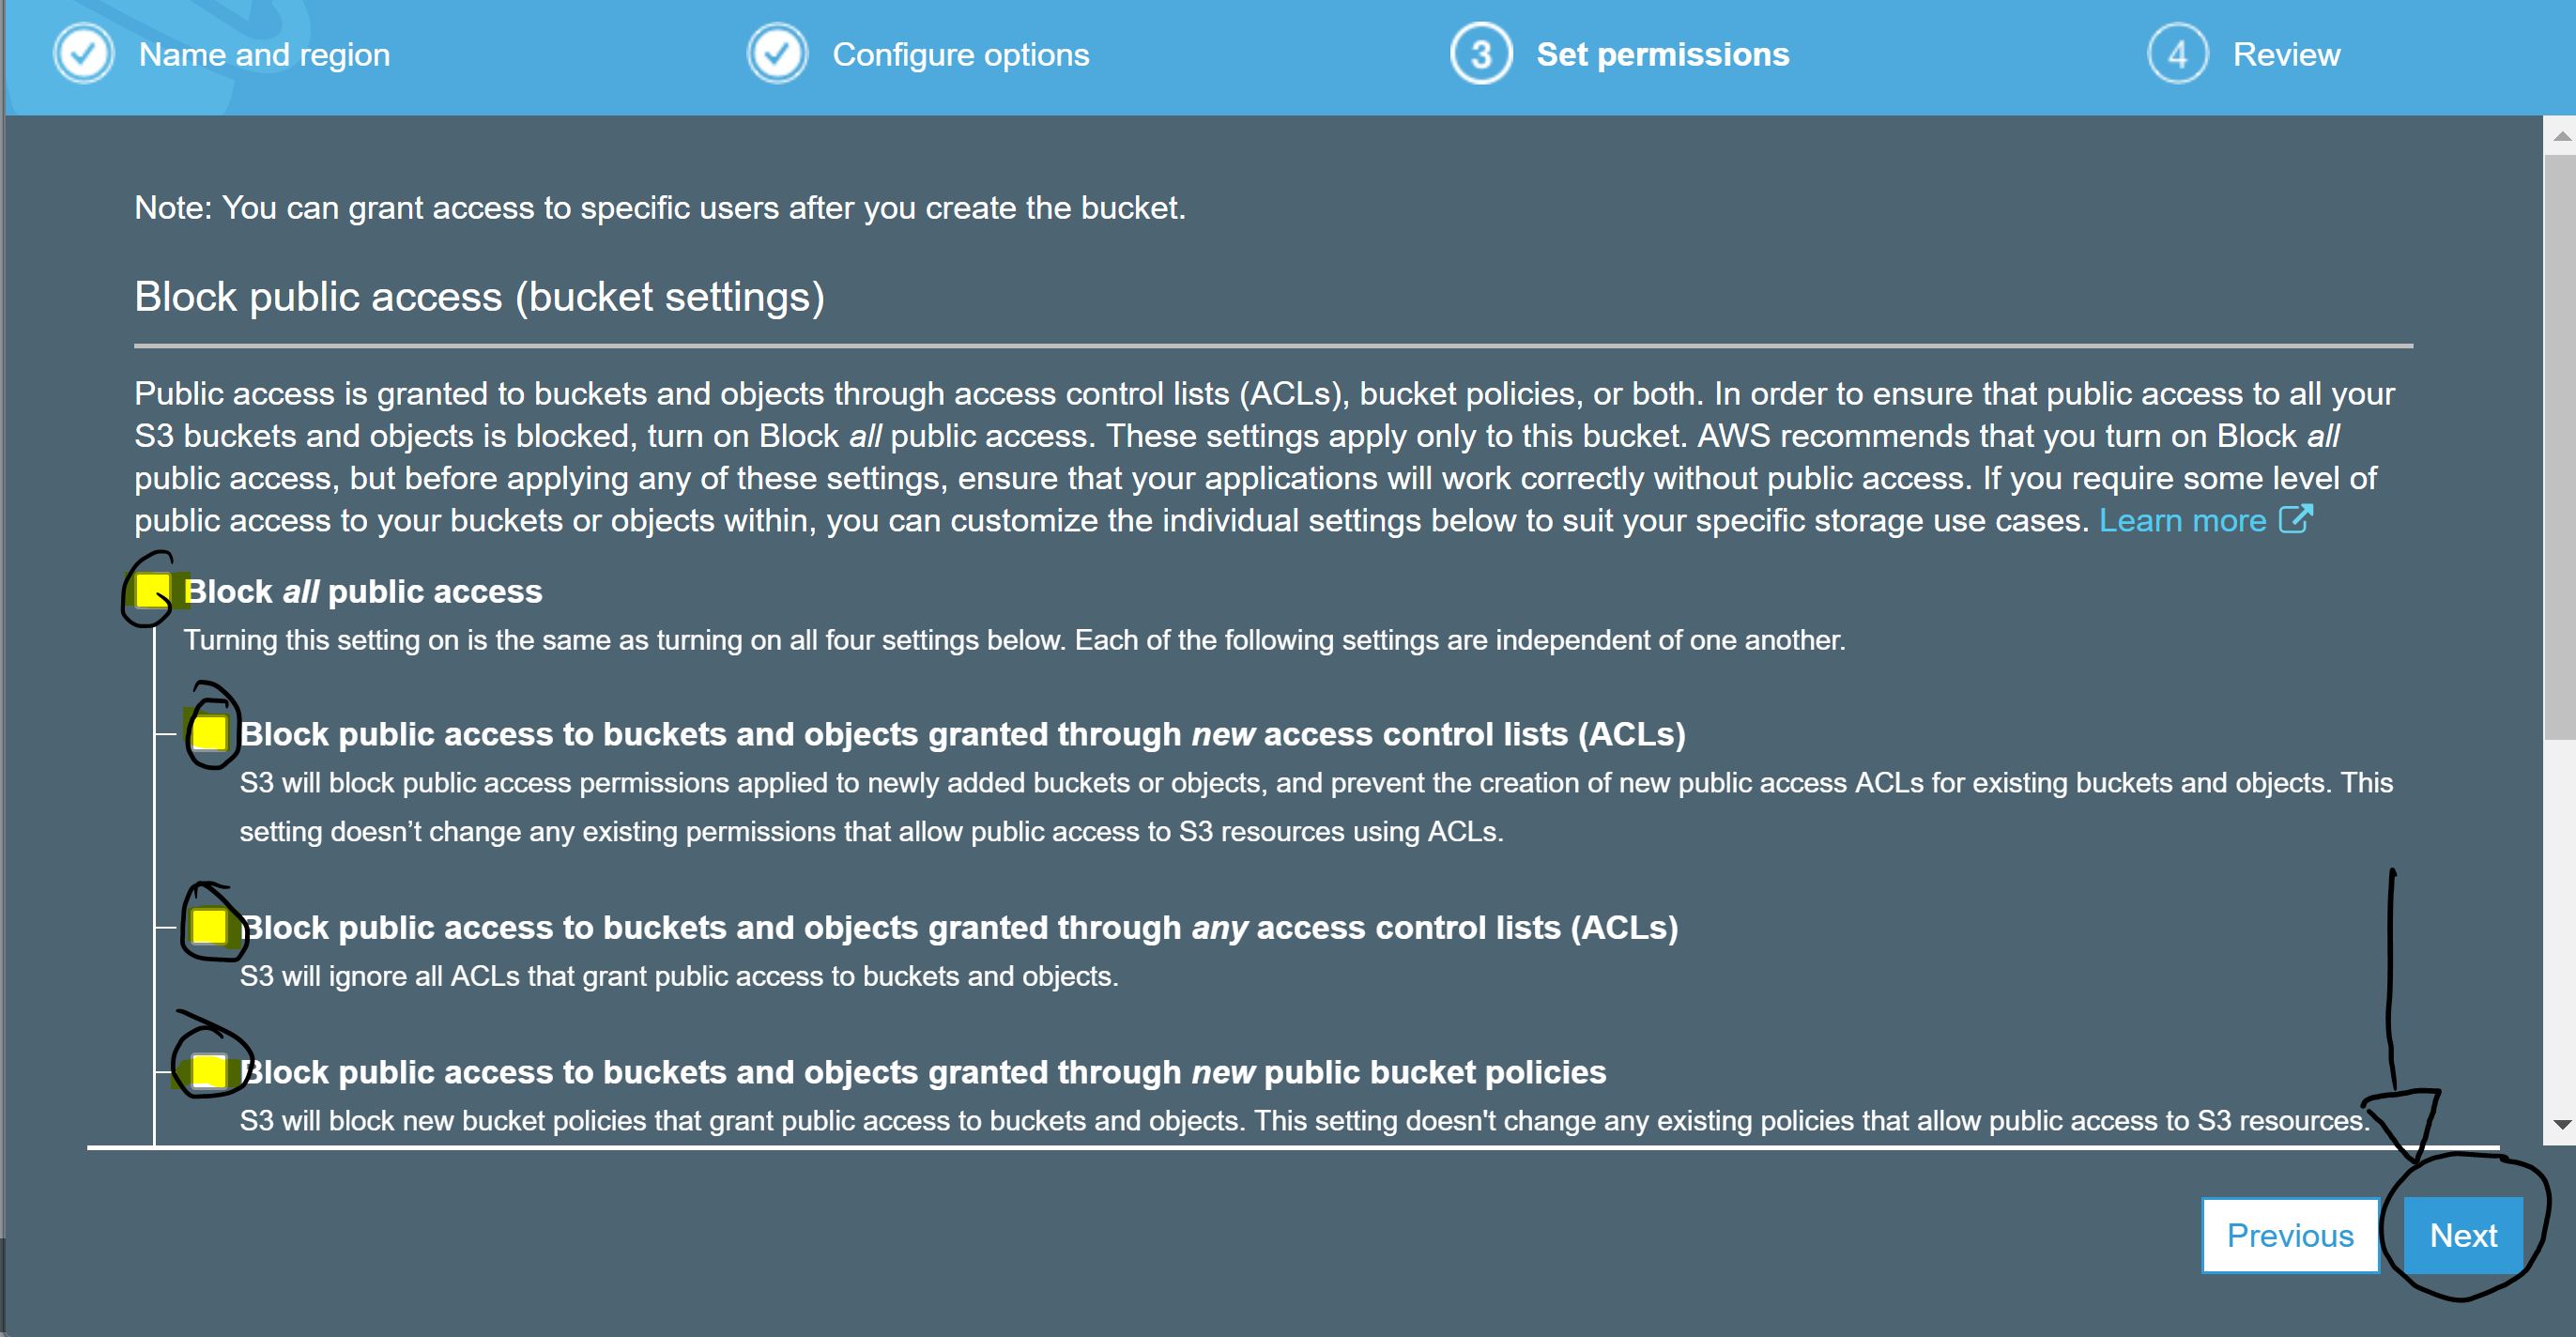 Name and region
Configure options
3 Set permissions
4 Review
Note: You can grant access to specific users after you create the bucket.
Block public access (bucket settings)
Public access is granted to buckets and objects through access control lists (ACLs), bucket policies, or both. In order to ensure that public access to all your
S3 buckets and objects is blocked, turn on Block all public access. These settings apply only to this bucket. AWS recommends that you turn on Block all
public access, but before applying any of these settings, ensure that your applications will work correctly without public access. If you require some level of
public access to your buckets or objects within, you can customize the individual settings below to suit your specific storage use cases. Learn more
Block all public access
Turning this setting on is the same as turning on all four settings below. Each of the following settings are independent of one another.
Block public access to buckets and objects granted through new access control lists (ACLs)
S3 will block public access permissions applied to newly added buckets or objects, and prevent the creation of new public access ACLs for existing buckets and objects. This
setting doesn’t change any existing permissions that allow public access to S3 resources using ACLs.
Block public access to buckets and objects granted through any access control lists (ACLs)
S3 will ignore all ACLs that grant public access to buckets and objects.
Block public access to buckets and objects granted through new public bucket policies
S3 will block new bucket policies that grant public access to buckets and objects. This setting doesn't change any existing policies that allow public access to S3 resources.
Previous
Next